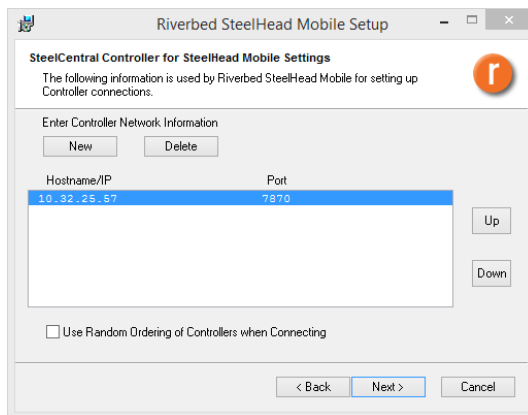 Riverbed SteelHead Mobile Setup
SteelCentral Controller for SteelHead Mobile Settings
The following information is used by Riverbed SteelHead Mobile for setting up
Controller connections.
r
Enter Controller Network Information
New Delete
Hostname/IP Port
10.32.25.57 7870
Up
Down
Use Random Ordering of Controllers when Connecting
< Back Next > Cancel